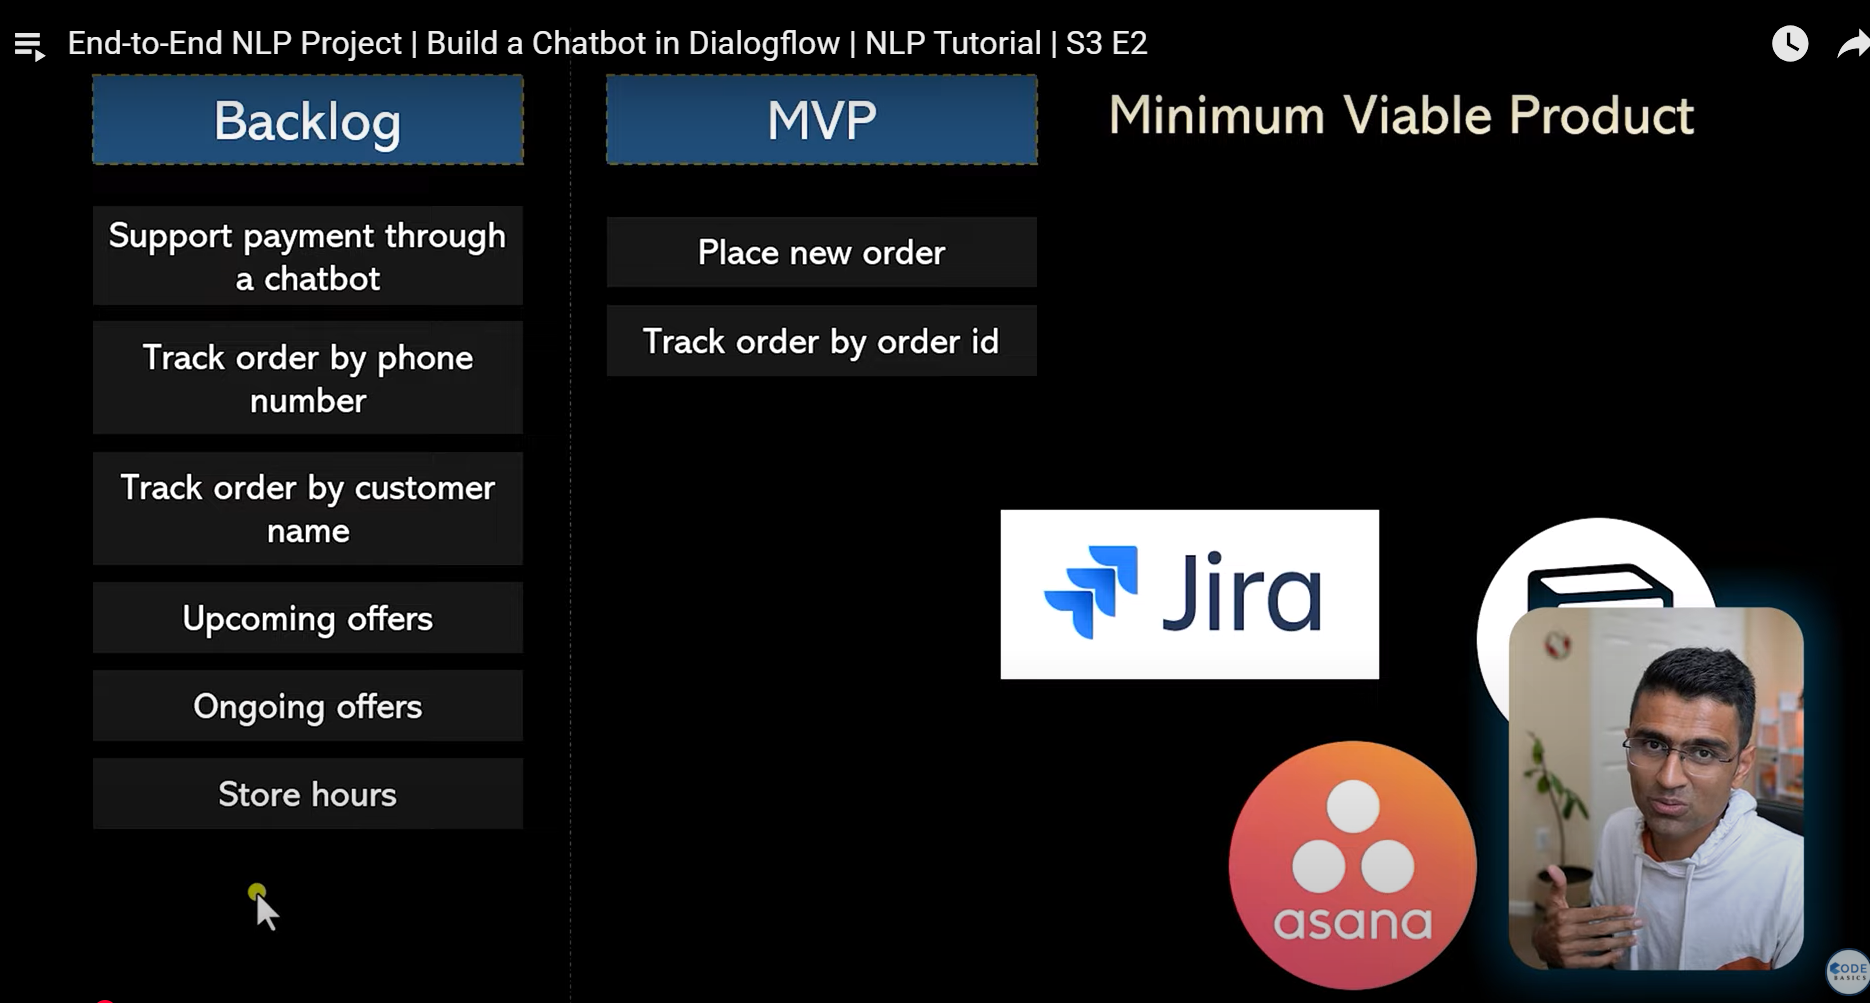 End-to-End NLP Project | Build a Chatbot in Dialogflow | NLP Tutorial | S3 E2
Backlog
Support payment through
a chatbot
Track order by phone
number
Track order by customer
name
Upcoming offers
Ongoing offers
Store hours
MVP
Place new order
Track order by order id
Minimum Viable Product
Jira
asana
CODE
BASICS